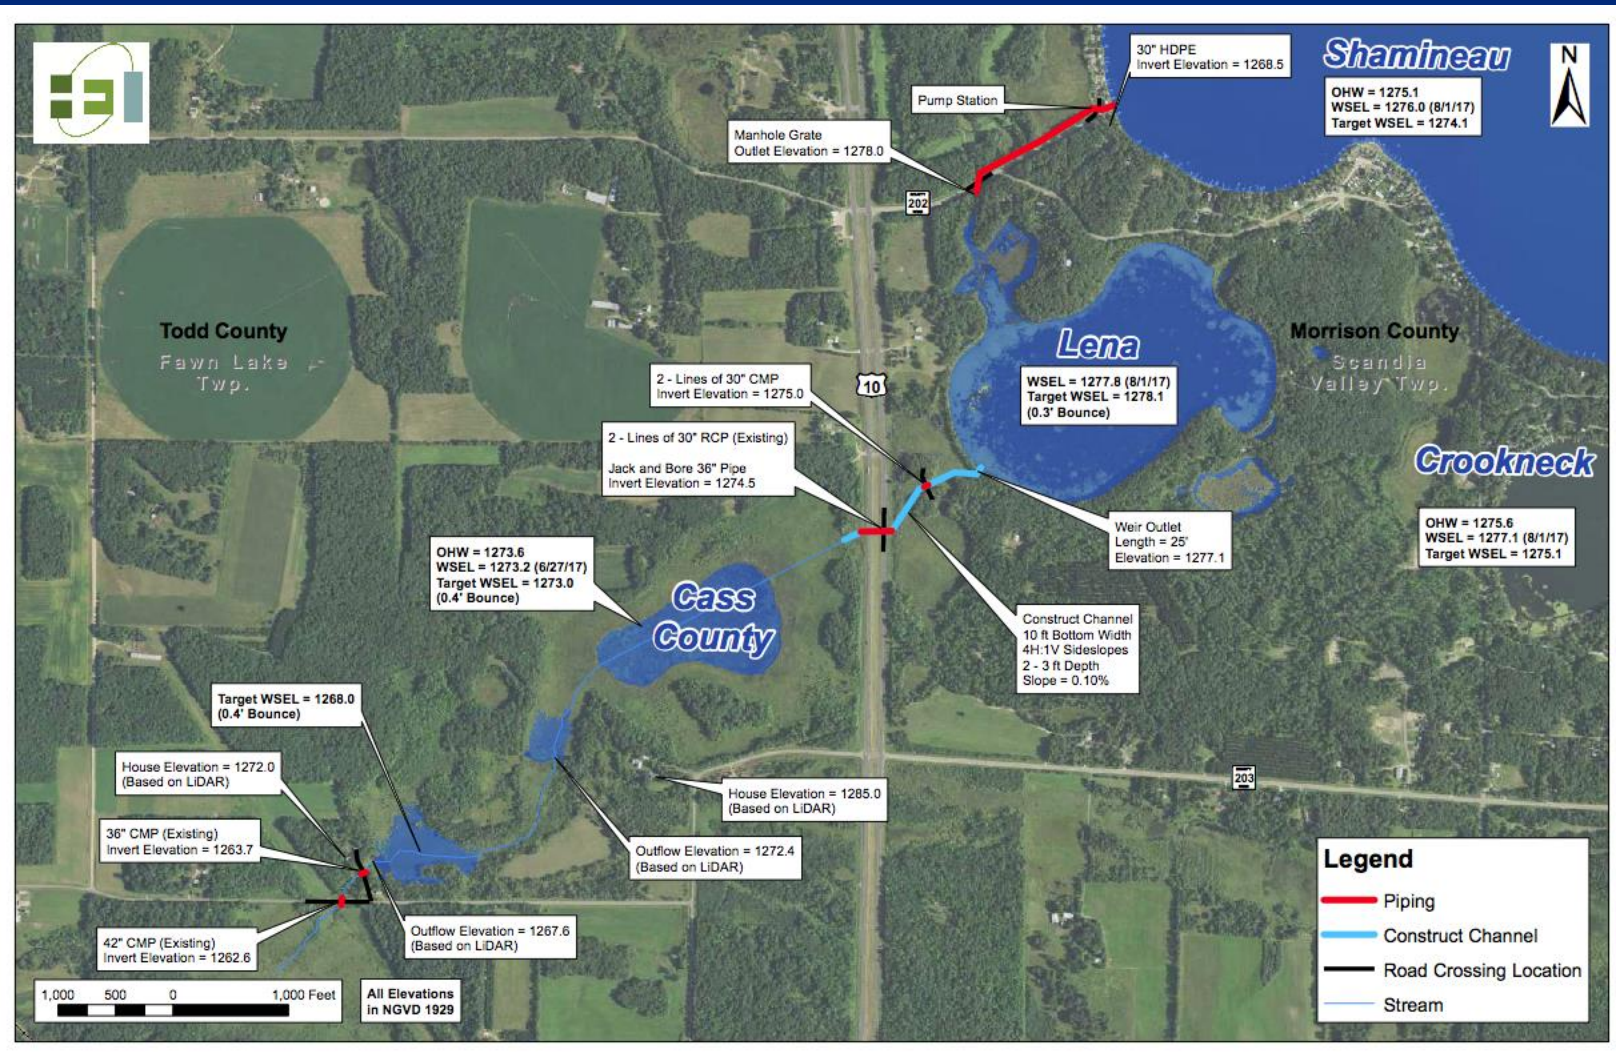 30" HDPE
Invert Elevation = 1268.5
Shamineau
N
OHW = 1275.1
WSEL = 1276.0 (8/1/17)
Target WSEL = 1274.1
Pump Station
Manhole Grate
Outlet Elevation = 1278.0
202
Todd County
Fawn Lake
Twp.
Lena
Morrison County
Scandia
Valley Twp.
WSEL = 1277.8 (8/1/17)
Target WSEL = 1278.1
(0.3' Bounce)
2 - Lines of 30" CMP
Invert Elevation = 1275.0
10
2 - Lines of 30" RCP (Existing)
Jack and Bore 36" Pipe
Invert Elevation = 1274.5
Crookneck
OHW = 1275.6
WSEL = 1277.1 (8/1/17)
Target WSEL = 1275.1
Weir Outlet
Length = 25'
Elevation = 1277.1
OHW = 1273.6
WSEL = 1273.2 (6/27/17)
Target WSEL = 1273.0
(0.4' Bounce)
Cass
County
Construct Channel
10 ft Bottom Width
4H:1V Sideslopes
2 - 3 ft Depth
Slope = 0.10%
Target WSEL = 1268.0
(0.4' Bounce)
House Elevation = 1272.0
(Based on LiDAR)
203
House Elevation = 1285.0
(Based on LiDAR)
36" CMP (Existing)
Invert Elevation = 1263.7
Outflow Elevation = 1272.4
(Based on LiDAR)
Outflow Elevation = 1267.6
(Based on LiDAR)
42" CMP (Existing)
Invert Elevation = 1262.6
1,000 500 0 1,000 Feet
All Elevations
in NGVD 1929
Legend
Piping
Construct Channel
Road Crossing Location
Stream